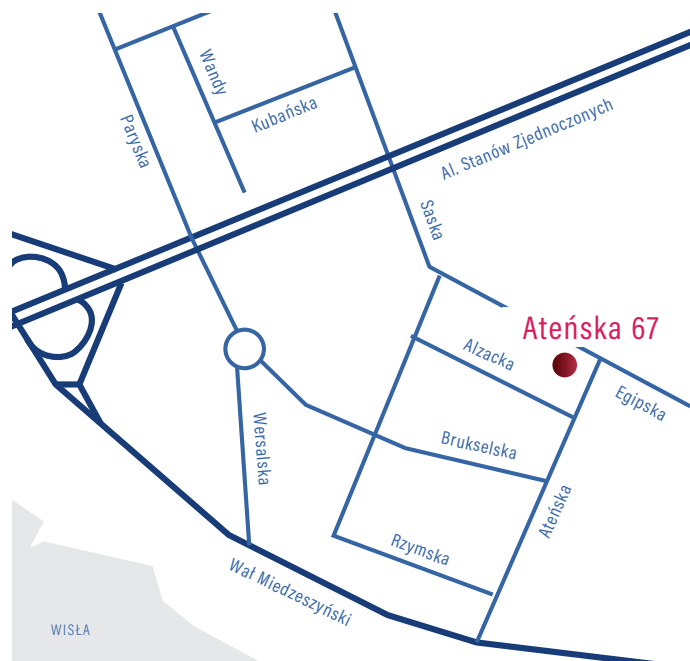 Wandy
Paryska
Kubańska
Al. Stanów Zjednoczonych
Saska
Ateńska 67
Alzacka
Egipska
Wersalska
Brukselska
Ateńska
Rzymska
Wał Miedzeszyński
WISŁA